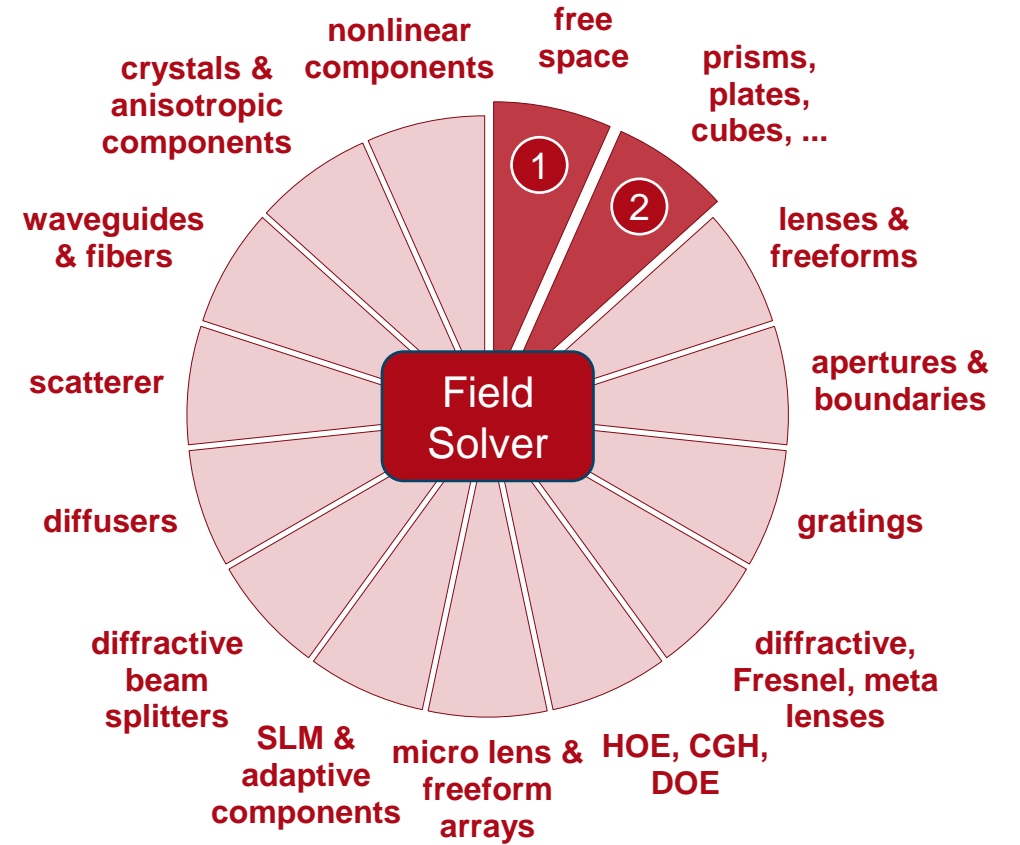 free
space
prisms,
plates,
cubes, ...
lenses &
freeforms
apertures &
boundaries
gratings
diffractive,
Fresnel, meta
lenses
HOE, CGH,
DOE
micro lens &
freeform
arrays
SLM &
adaptive
components
diffractive
beam
splitters
diffusers
scatterer
waveguides
& fibers
crystals &
anisotropic
components
nonlinear
components
1
2
Field
Solver